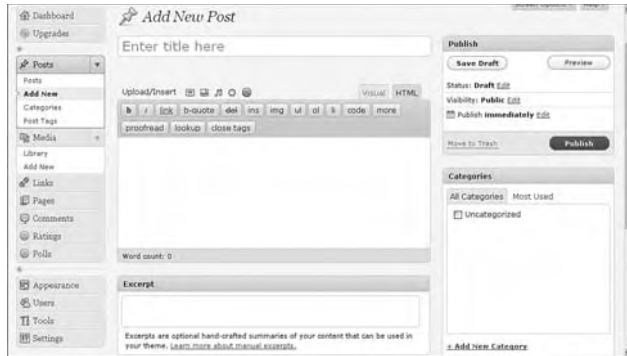 Dashboard
Upgrades
Posts
Posts
Add New
Categories
Post Tags
Media
Library
Add New
Links
Pages
Comments
Ratings
Polls
Appearance
Users
Tools
Settings
Add New Post
Enter title here
Upload/Insert
Visual HTML
b i link b-quote del ins img ul ol li code more
proofread lookup close tags
Word count: 0
Excerpt
Excerpts are optional hand-crafted summaries of your content that can be used in
your theme. Learn more about manual excerpts.
Publish
Save Draft Preview
Status: Draft Edit
Visibility: Public Edit
Publish immediately Edit
Move to Trash Publish
Categories
All Categories Most Used
Uncategorized
+ Add New Category